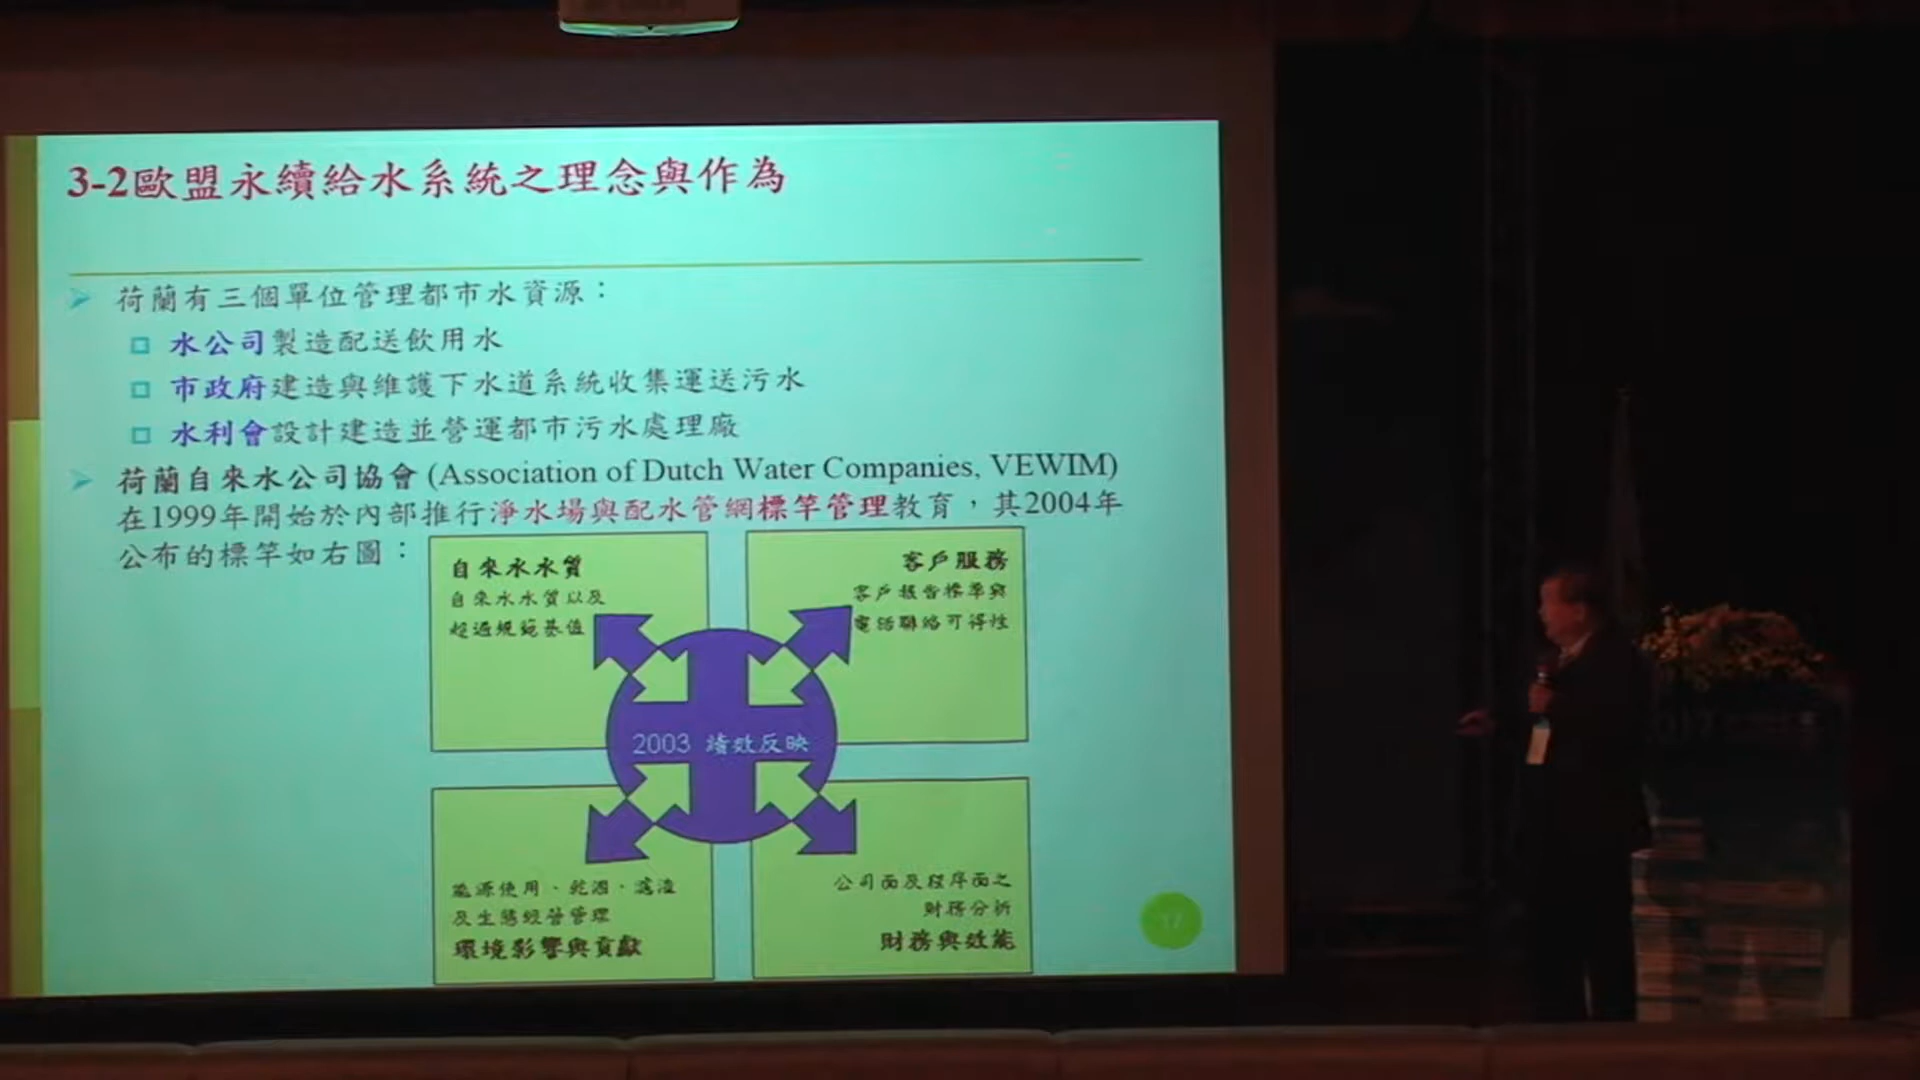 3-2歐盟永續給水系統之理念與作為
荷蘭有三個單位管理都市水資源：
水公司製造配送飲用水
市政府建造與維護下水道系統收集運送污水
水利會設計建造並營運都市污水處理廠
荷蘭自來水公司協會 (Association of Dutch Water Companies, VEWIM)
在1999年開始於內部推行淨水場與配水管網標竿管理教育，其2004年
公布的標竿如右圖：
自來水水質
自來水水質以及
超過規範基值
客戶服務
客戶報告標準與
電話聯絡可得性
2003 績效反映
能源使用、乾涸、濾渣
及生態經營管理
環境影響與貢獻
公司面及程序面之
財務分析
財務與效能
17